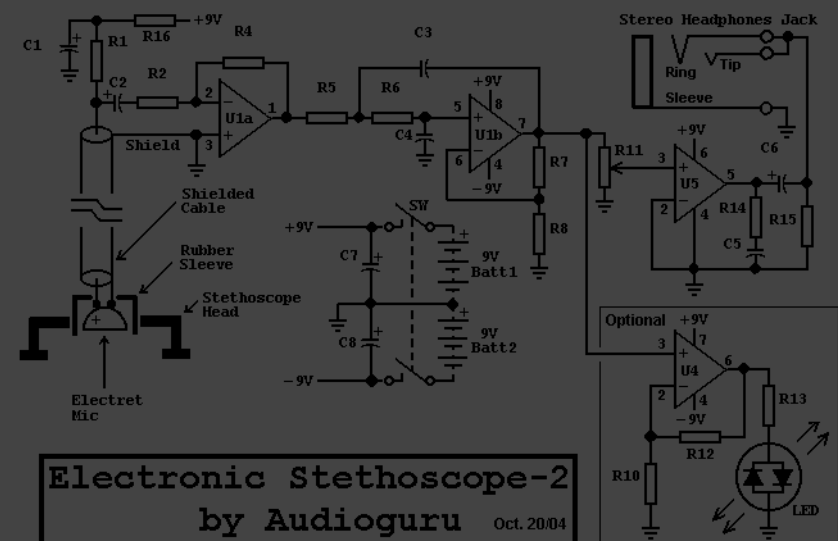 +9V
R16
C1
R1
C2
R2
R4
2
−
U1a
1
+
3
Shield
Shielded
Cable
Rubber
Sleeve
Stethoscope
Head
+
Electret
Mic
R5
R6
C3
C4
+9V
8
5
+
U1b
7
6
−
4
−9V
R7
R8
+9V
SW
C7
+
9V
Batt1
C8
+
9V
Batt2
−9V
Stereo Headphones Jack
Ring
Tip
Sleeve
R11
+9V
6
3
+
U5
5
2
−
4
C6
+
R14
R15
C5
Optional
+9V
7
3
+
U4
6
2
−
4
−9V
R12
R10
R13
LED
Electronic Stethoscope-2
by Audioguru
Oct. 20/04